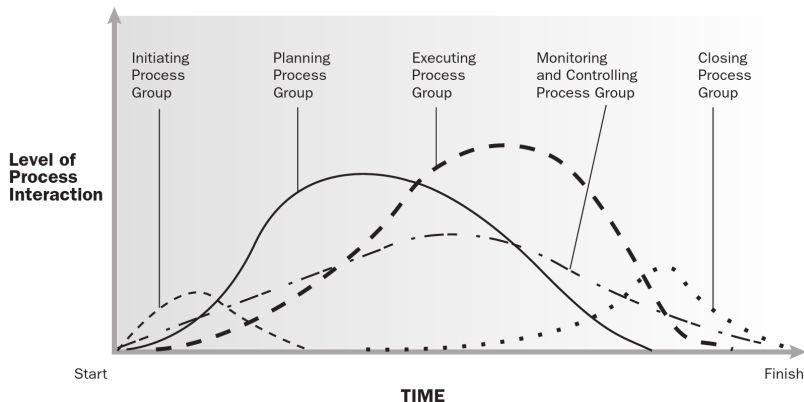 Initiating
Process
Group
Planning
Process
Group
Executing
Process
Group
Monitoring
and Controlling
Process Group
Closing
Process
Group
Level of
Process
Interaction
Start
Finish
TIME